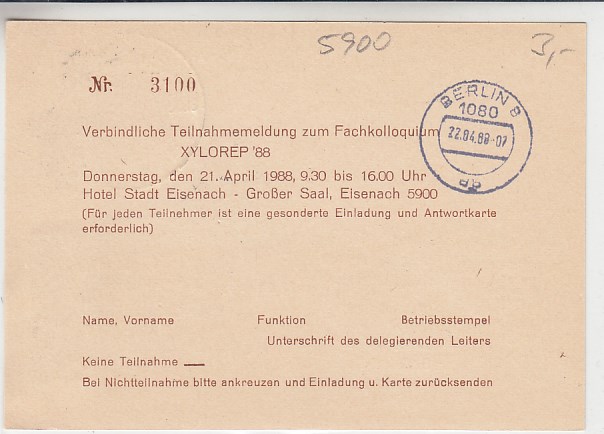 5900
3,-
Nr. 3100
BERLIN 8
1080
22.04.88-07
Verbindliche Teilnahmemeldung zum Fachkolloquium
XYLOREP '88
Donnerstag, den 21. April 1988, 9.30 bis 16.00 Uhr
Hotel Stadt Eisenach - Großer Saal, Eisenach 5900
(Für jeden Teilnehmer ist eine gesonderte Einladung und Antwortkarte
erforderlich)
Name, Vorname Funktion Betriebsstempel
Unterschrift des delegierenden Leiters
Keine Teilnahme
Bei Nichtteilnahme bitte ankreuzen und Einladung u. Karte zurücksenden